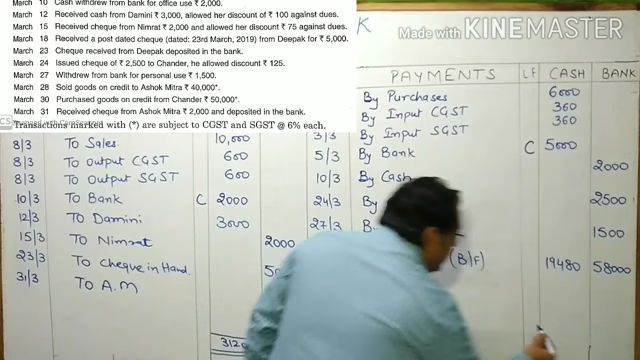 March 10 Cash withdrew from bank for office use ₹ 2,000.
March 12 Received cash from Damini ₹ 3,000, allowed her discount of ₹ 100 against dues.
March 15 Received cheque from Nimrat ₹ 2,000 and allowed her discount ₹ 75 against dues.
March 18 Received a post dated cheque (dated: 23rd March, 2019) from Deepak for ₹ 5,000.
March 23 Cheque received from Deepak deposited in the bank.
March 24 Issued cheque of ₹ 2,500 to Chander, he allowed discount ₹ 125.
March 27 Withdrew from bank for personal use ₹ 1,500.
March 28 Sold goods on credit to Ashok Mitra ₹ 40,000*.
March 30 Purchased goods on credit from Chander ₹ 50,000*.
March 31 Received cheque from Ashok Mitra ₹ 2,000 and deposited in the bank.
CS
Transactions marked with (*) are subject to CGST and SGST @ 6% each.
K
Made with KINEMASTER
PAYMENTS LF CASH BANK
By Purchases 6000
By Input CGST 360
By Input SGST 360
8/3 To Sales 10,000 3/3
8/3 To Output CGST 600 5/3 By Bank C 5000
8/3 To Output SGST 600 10/3 By Cash 2000
10/3 To Bank C 2000 24/3 By 2500
12/3 To Damini 3000 27/3 1500
15/3 To Nimrat 2000
23/3 To Cheque in Hand (B/F) 19480 58000
31/3 To A.M